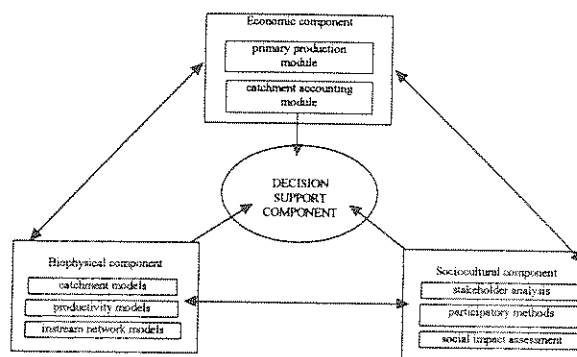 Economic component
primary production
module
catchment accounting
module
DECISION
SUPPORT
COMPONENT
Biophysical component
catchment models
productivity models
instream network models
Sociocultural component
stakeholder analysis
participatory methods
social impact assessment